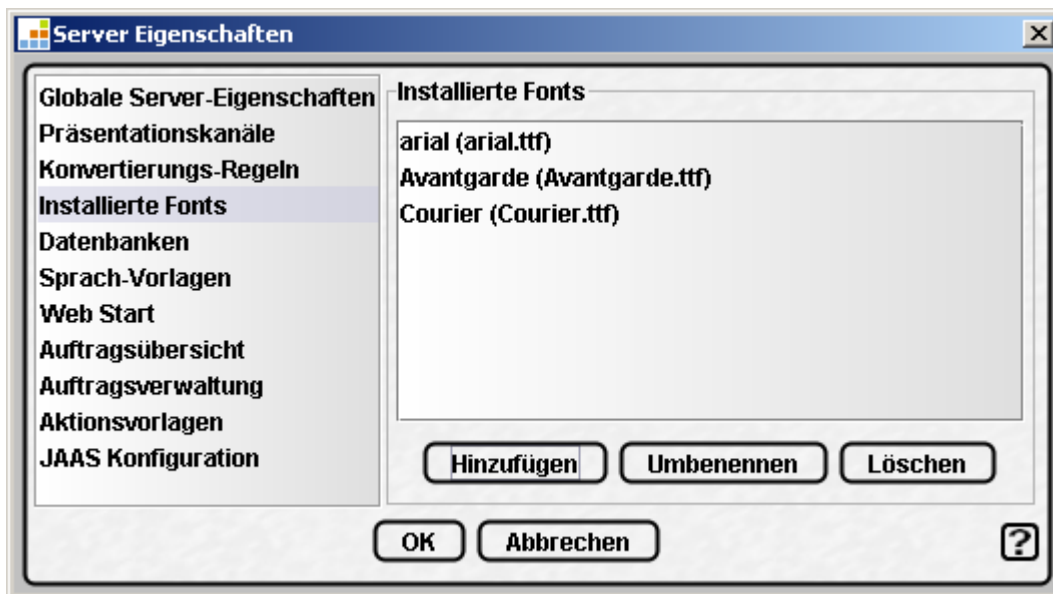 Server Eigenschaften
Globale Server-Eigenschaften
Präsentationskanäle
Konvertierungs-Regeln
Installierte Fonts
Datenbanken
Sprach-Vorlagen
Web Start
Auftragsübersicht
Auftragsverwaltung
Aktionsvorlagen
JAAS Konfiguration
Installierte Fonts
arial (arial.ttf)
Avantgarde (Avantgarde.ttf)
Courier (Courier.ttf)
Hinzufügen Umbenennen Löschen
OK Abbrechen ?